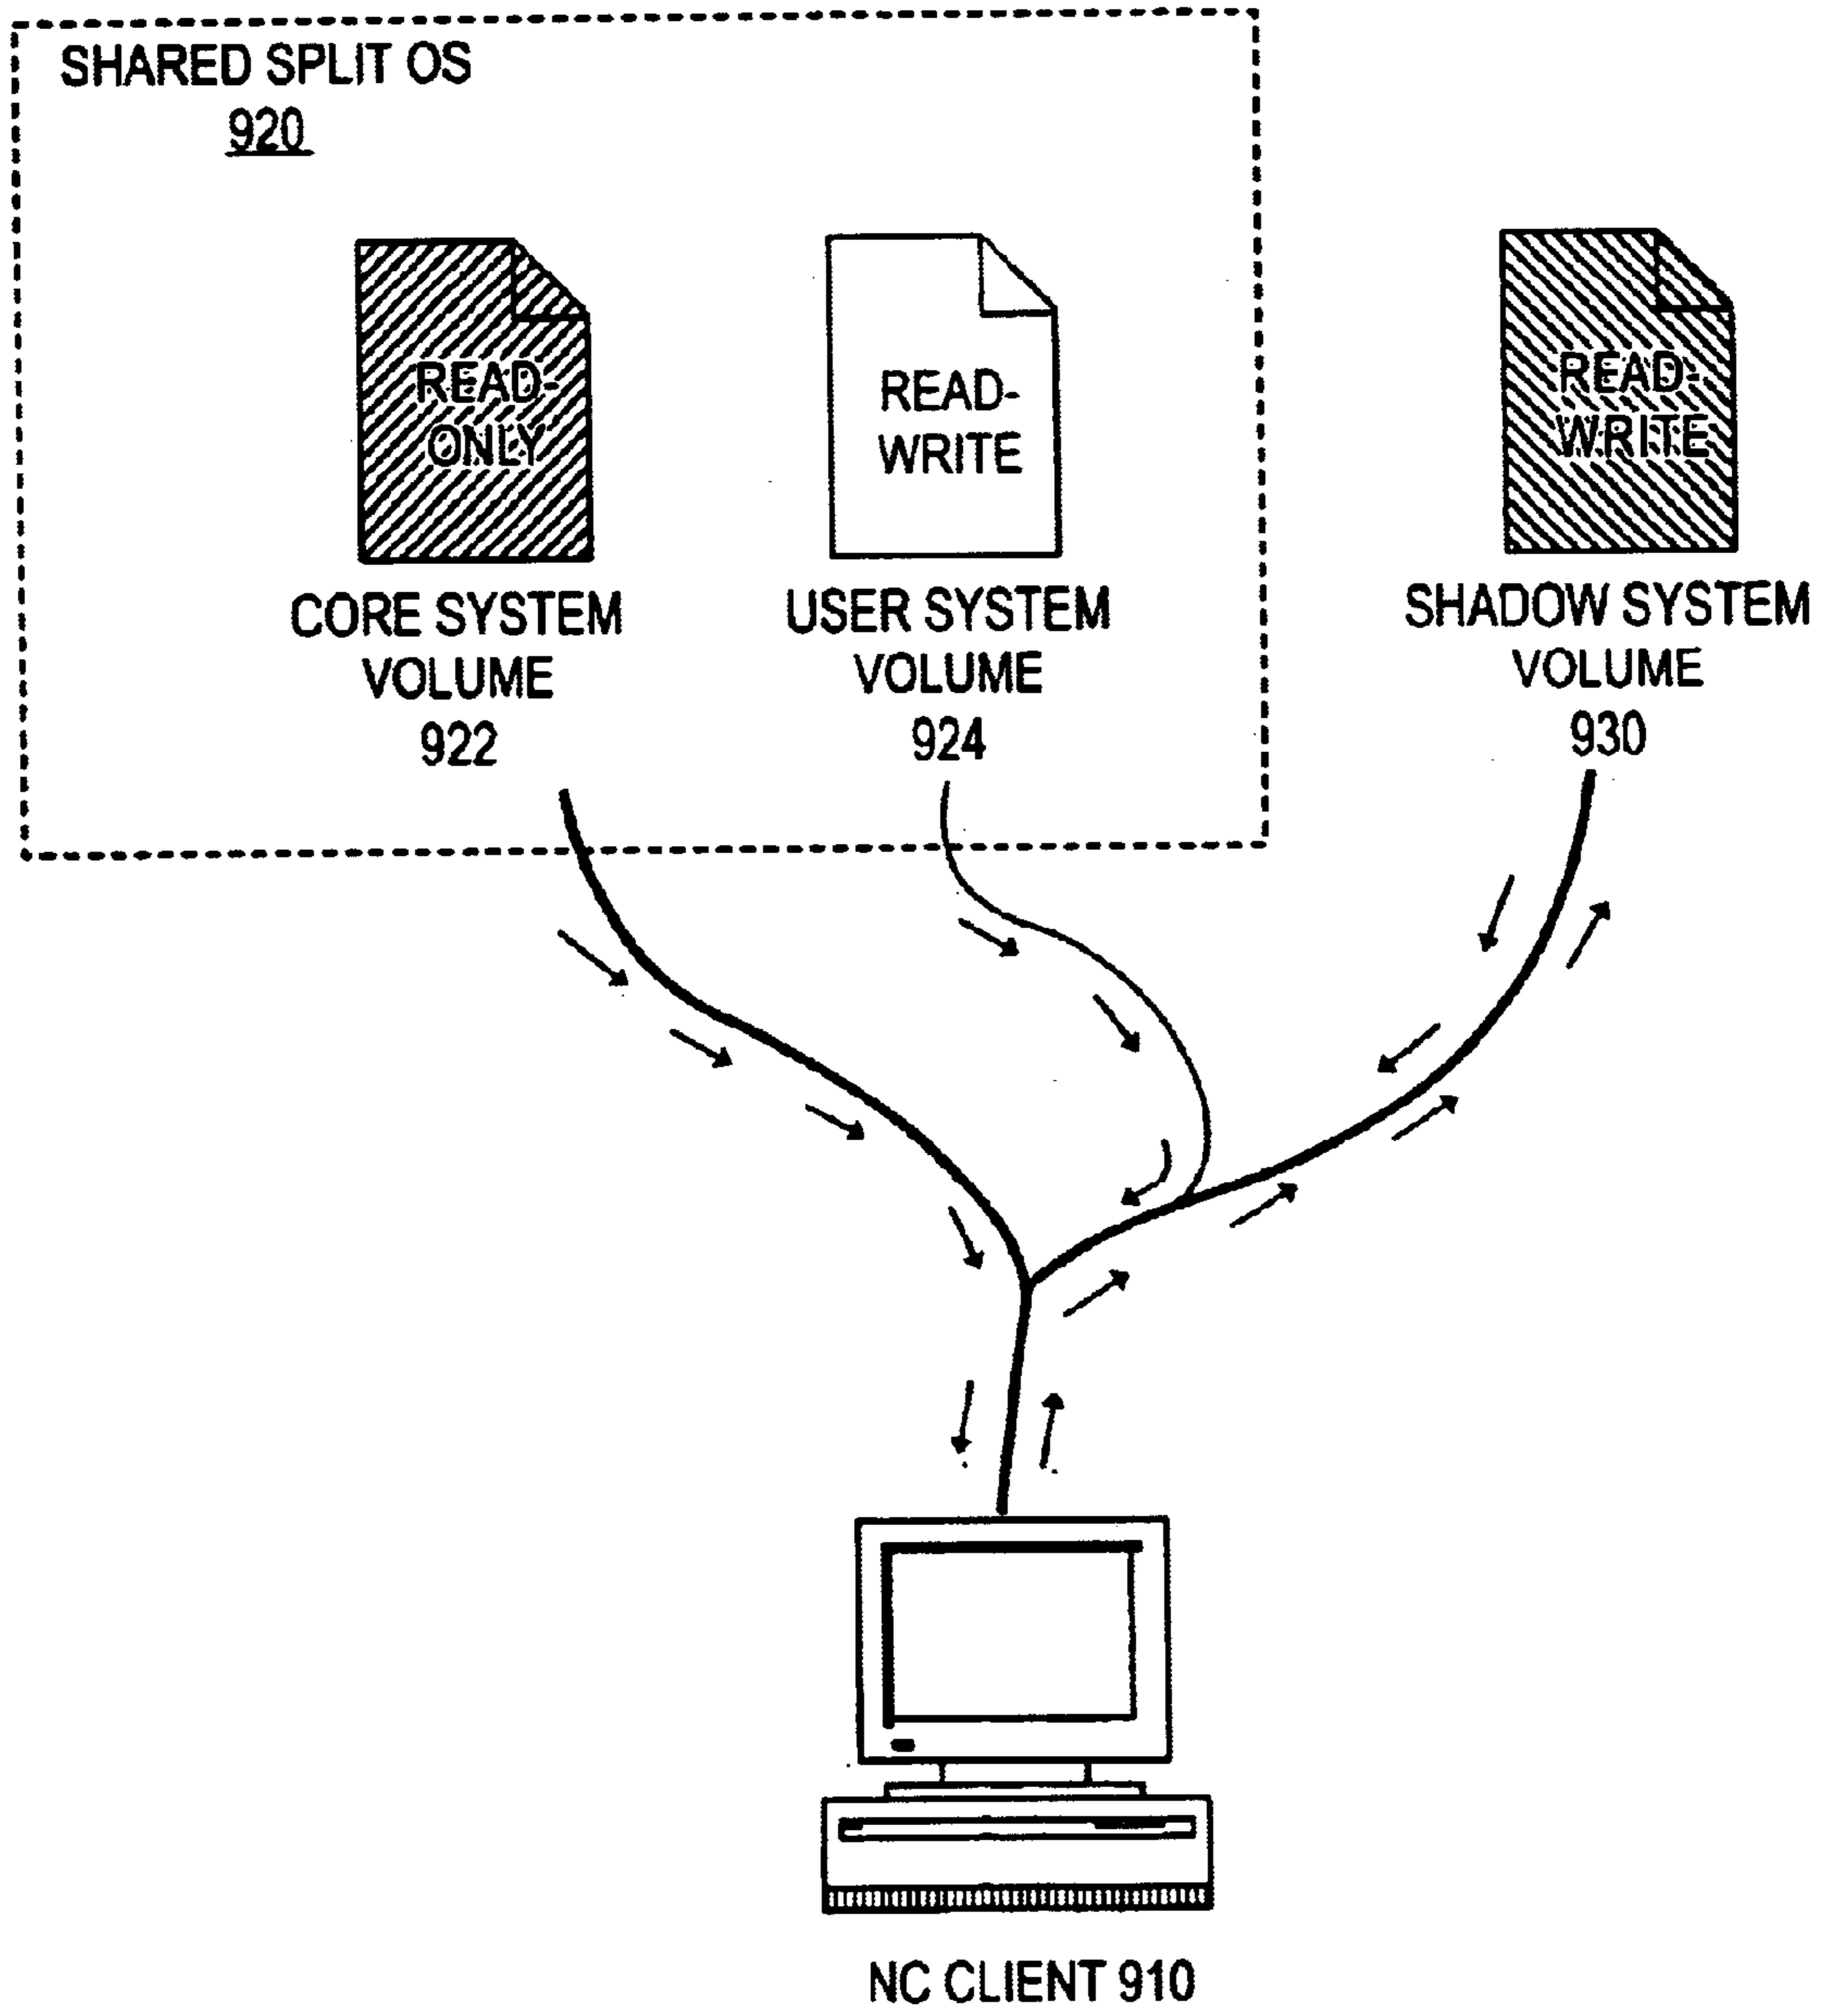 SHARED SPLIT OS
920
READ-
ONLY
READ-
WRITE
READ-
WRITE
CORE SYSTEM
VOLUME
922
USER SYSTEM
VOLUME
924
SHADOW SYSTEM
VOLUME
930
NC CLIENT 910